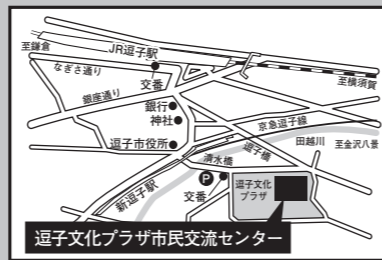 至鎌倉
JR逗子駅
至横須賀
なぎさ通り
交番
銀座通り
銀行
神社
京急逗子線
逗子市役所
逗子橋
田越川
至金沢八景
清水橋
P
交番
逗子文化
プラザ
新逗子駅
逗子文化プラザ市民交流センター